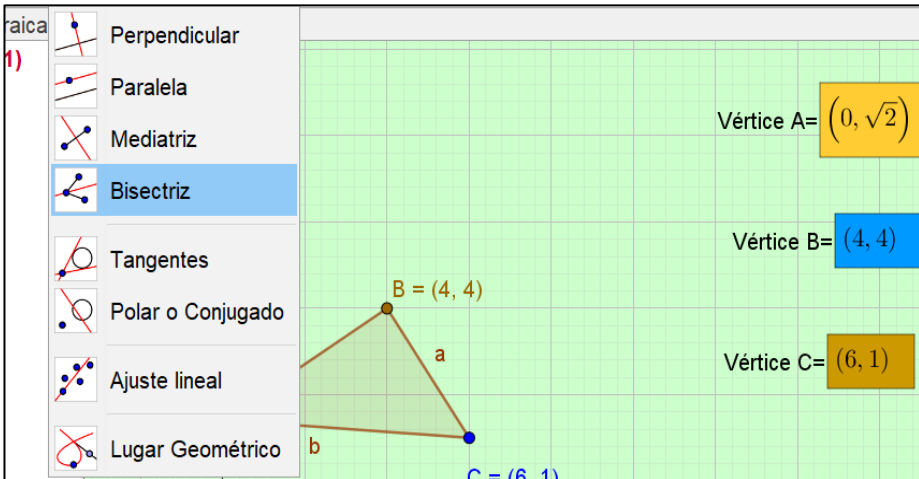 raica
1)
Perpendicular
Paralela
Mediatriz
Bisectriz
Tangentes
Polar o Conjugado
Ajuste lineal
Lugar Geométrico
Vértice A= (0, √2)
Vértice B= (4, 4)
Vértice C= (6, 1)
B = (4, 4)
a
b
C = (6, 1)